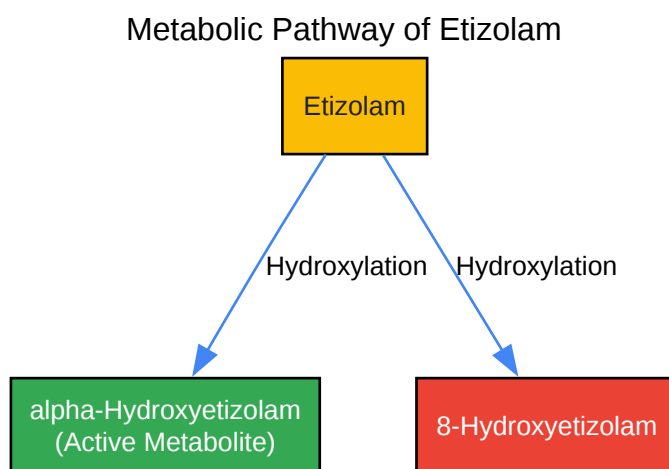 Metabolic Pathway of Etizolam
Etizolam
Hydroxylation
Hydroxylation
alpha-Hydroxyetizolam
(Active Metabolite)
8-Hydroxyetizolam